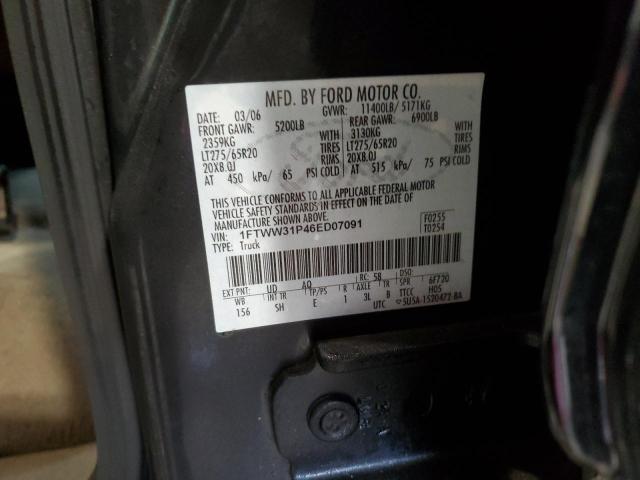 MFD. BY FORD MOTOR CO.
DATE: 03/06 GVWR: 11400LB/ 5171KG
FRONT GAWR: 5200LB REAR GAWR: 6900LB
2359KG WITH 3130KG WITH
LT275/65R20 TIRES LT275/65R20 TIRES
20X8.0J RIMS 20X8.0J RIMS
AT 450 kPa/ 65 PSI COLD AT 515 kPa/ 75 PSI COLD
THIS VEHICLE CONFORMS TO ALL APPLICABLE FEDERAL MOTOR
VEHICLE SAFETY STANDARDS IN EFFECT ON THE DATE OF
MANUFACTURE SHOWN ABOVE.
VIN: 1FTWW31P46ED07091 F0255
TYPE: Truck T0254
EXT PNT: UD AQ RC: 58 DSO:
WB INT TR TP/PS R AXLE TR SPR 6F720
156 SH E 1 3L B TTCC H05
UTC 5U5A-1520472-BA